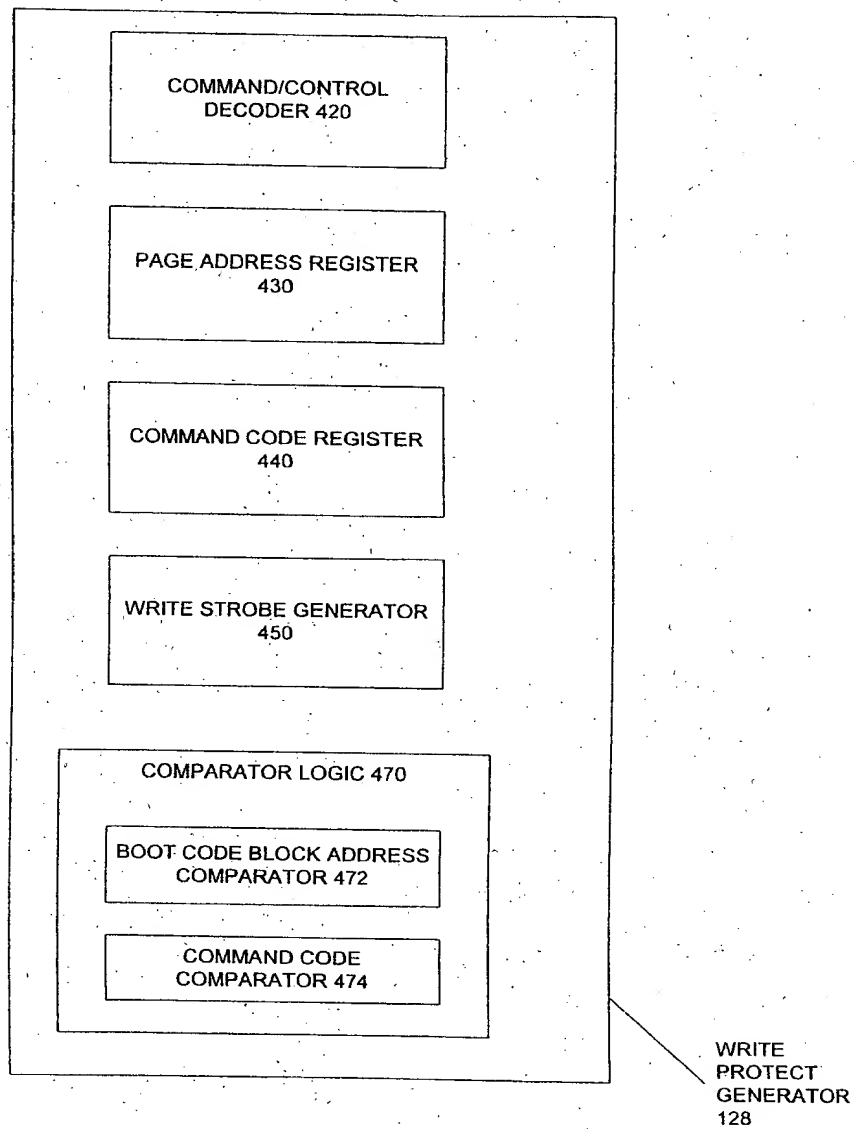 COMMAND/CONTROL
DECODER 420
PAGE ADDRESS REGISTER
430
COMMAND CODE REGISTER
440
WRITE STROBE GENERATOR
450
COMPARATOR LOGIC 470
BOOT CODE BLOCK ADDRESS
COMPARATOR 472
COMMAND CODE
COMPARATOR 474
WRITE
PROTECT
GENERATOR
128